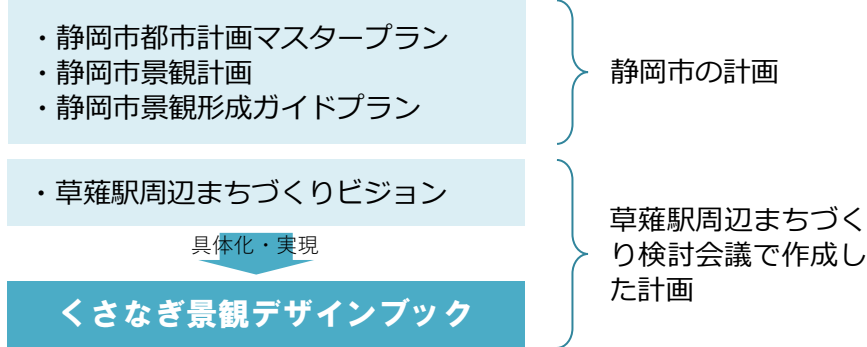 ・静岡市都市計画マスタープラン
・静岡市景観計画
・静岡市景観形成ガイドプラン
静岡市の計画
・草薙駅周辺まちづくりビジョン
具体化・実現
くさなぎ景観デザインブック
草薙駅周辺まちづく
り検討会議で作成し
た計画